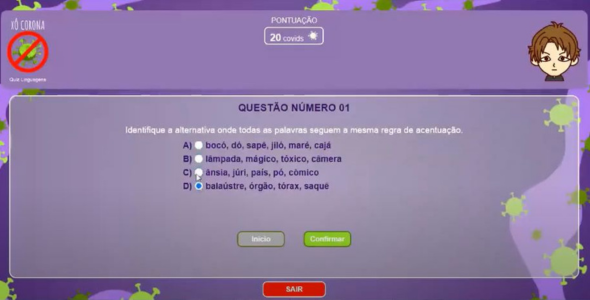 PONTUAÇÃO
XÔ CORONA
20 covids
Quiz Linguagens
QUESTÃO NÚMERO 01
Identifique a alternativa onde todas as palavras seguem a mesma regra de acentuação.
A) bocó, dó, sapê, jiló, maré, cajá
B) lâmpada, mágico, tóxico, câmera
C) ânsia, júri, país, pó, cômico
D) balaústre, órgão, tórax, saquê
Início
Confirmar
SAIR